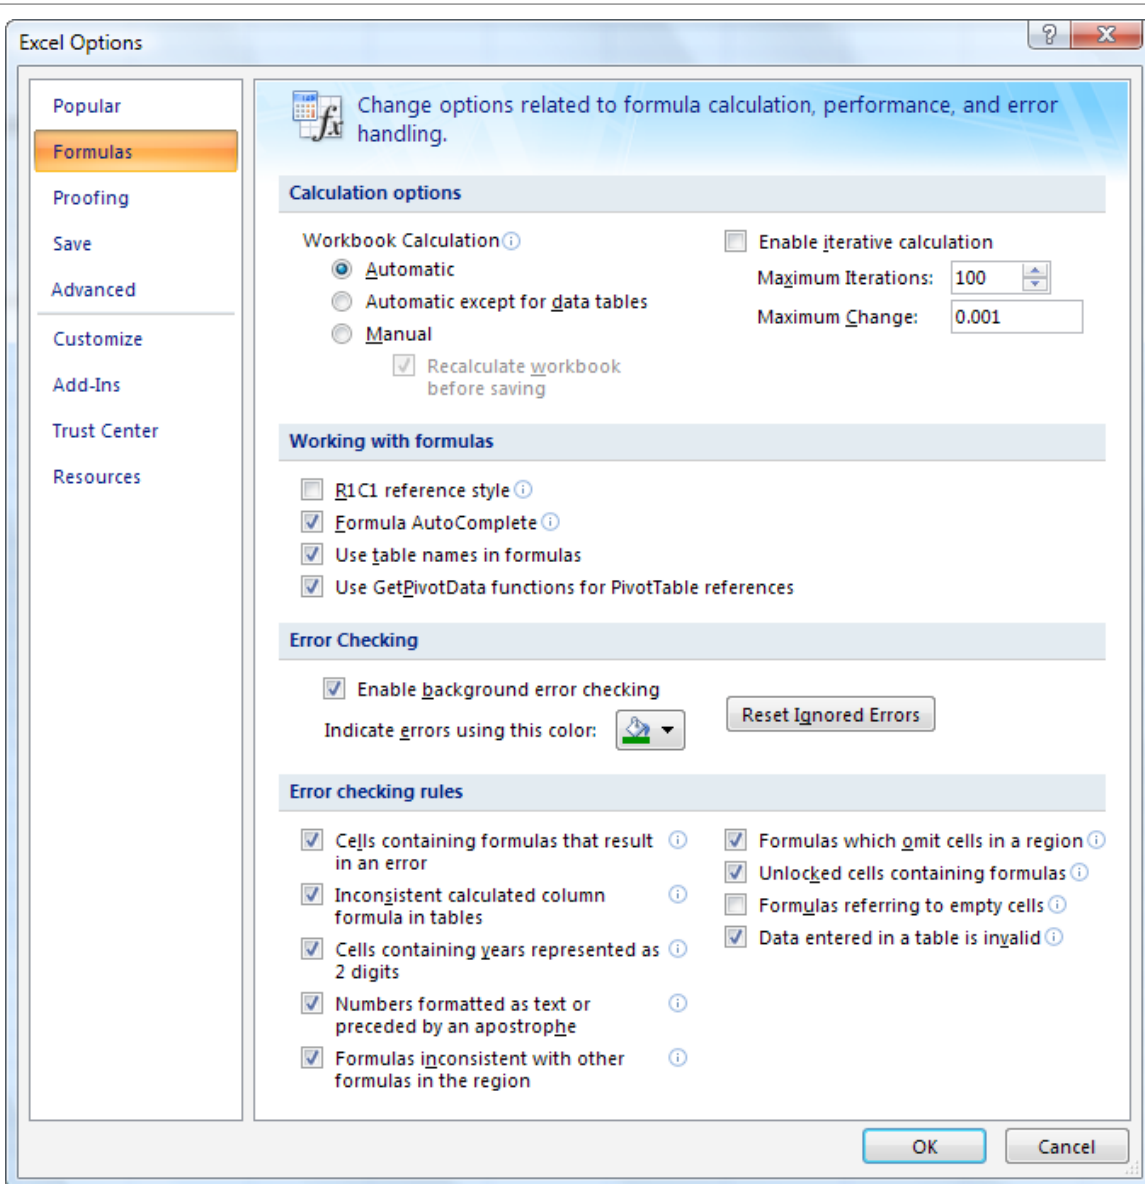 Excel Options
Popular
Formulas
Proofing
Save
Advanced
Customize
Add-Ins
Trust Center
Resources
Change options related to formula calculation, performance, and error
handling.
Calculation options
Workbook Calculation
Automatic
Automatic except for data tables
Manual
Recalculate workbook
before saving
Enable iterative calculation
Maximum Iterations: 100
Maximum Change: 0.001
Working with formulas
R1C1 reference style
Formula AutoComplete
Use table names in formulas
Use GetPivotData functions for PivotTable references
Error Checking
Enable background error checking
Indicate errors using this color:
Reset Ignored Errors
Error checking rules
Cells containing formulas that result
in an error
Inconsistent calculated column
formula in tables
Cells containing years represented as
2 digits
Numbers formatted as text or
preceded by an apostrophe
Formulas inconsistent with other
formulas in the region
Formulas which omit cells in a region
Unlocked cells containing formulas
Formulas referring to empty cells
Data entered in a table is invalid
OK
Cancel